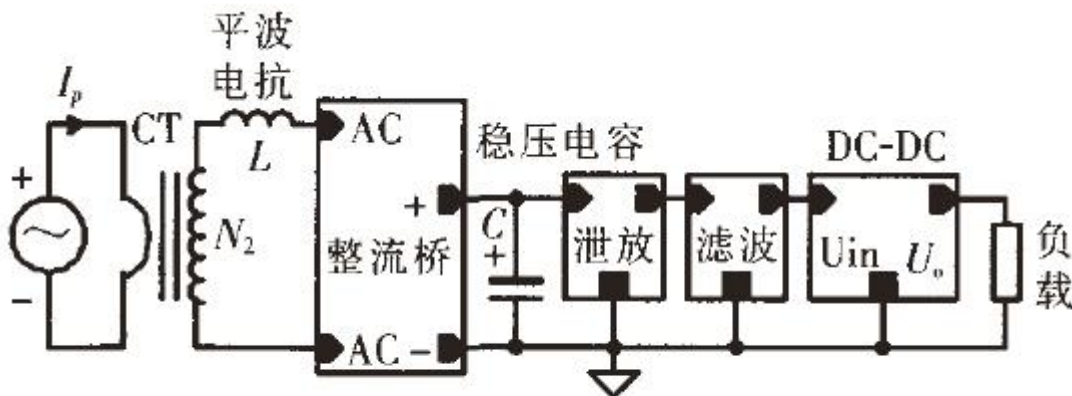 平波
电抗
I_p
CT
L
N₂
+
−
AC
+
整流桥
AC −
稳压电容
C
+
泄放
滤波
DC-DC
Uin
U_o
负
载